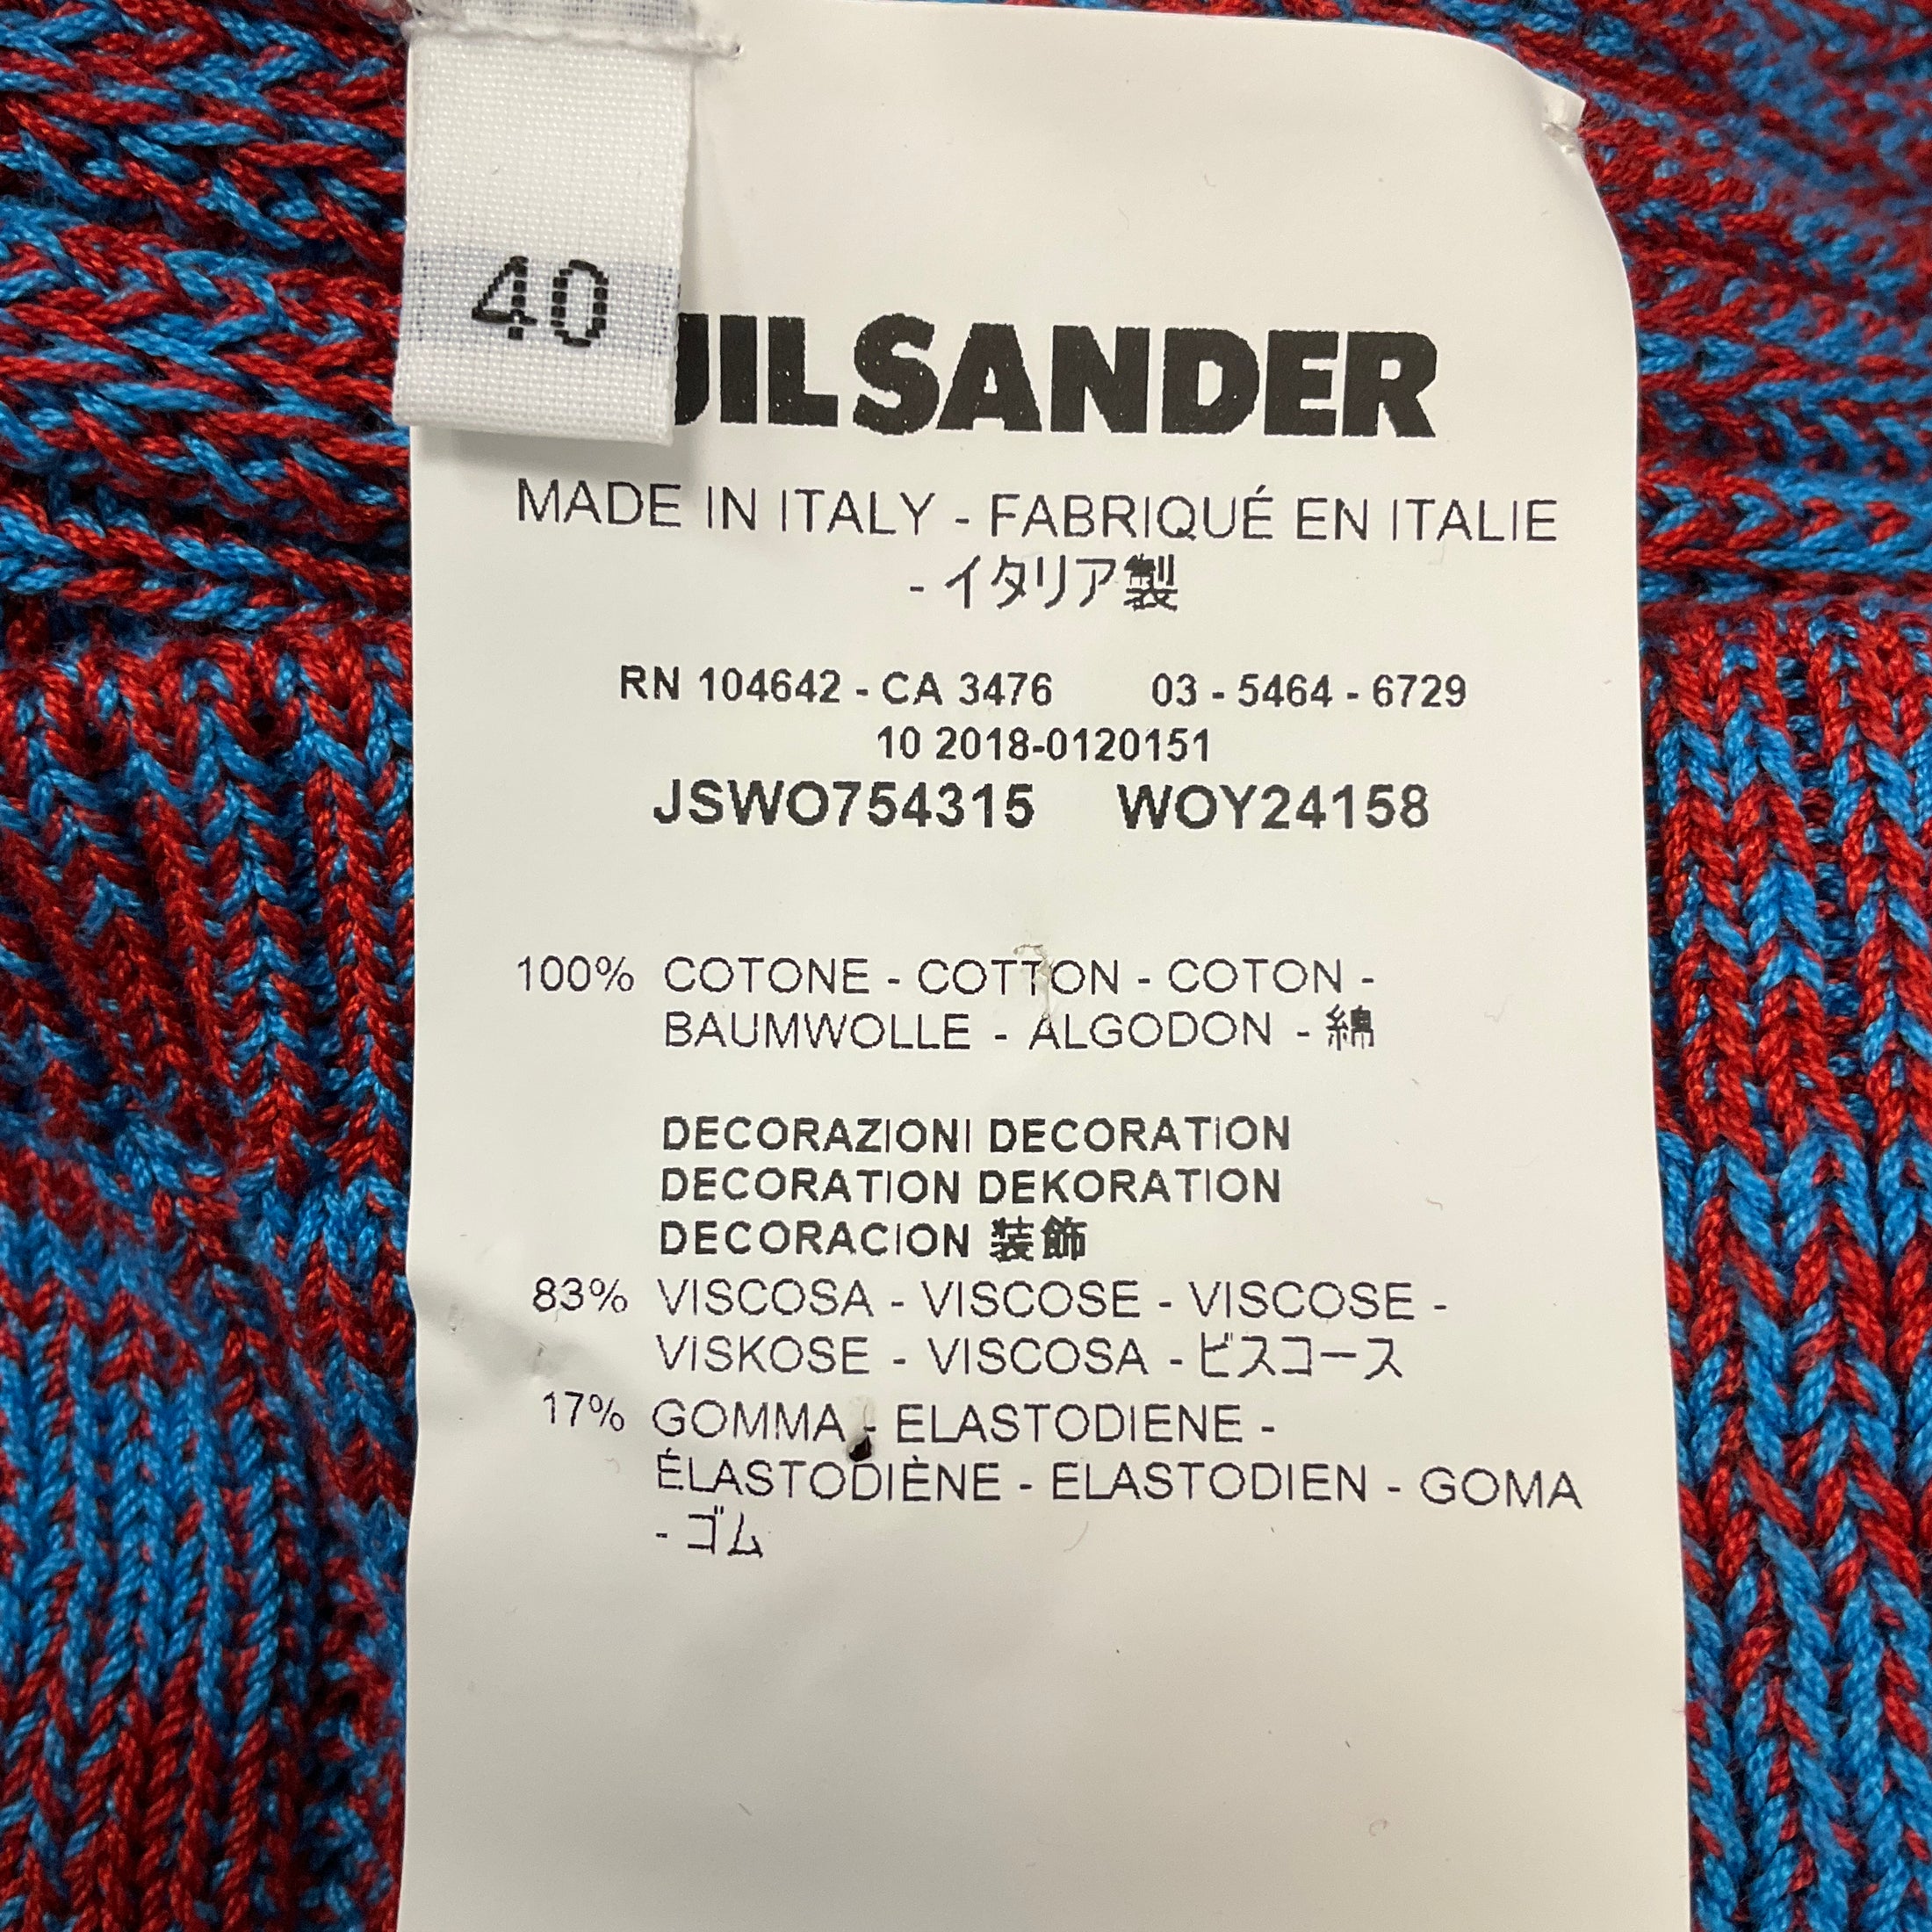 40
JILSANDER
MADE IN ITALY - FABRIQUÉ EN ITALIE
- イタリア製
RN 104642 - CA 3476 03 - 5464 - 6729
10 2018-0120151
JSWO754315 WOY24158
100% COTONE - COTTON - COTON -
BAUMWOLLE - ALGODON - 綿
DECORAZIONI DECORATION
DECORATION DEKORATION
DECORACION 装飾
83% VISCOSA - VISCOSE - VISCOSE -
VISKOSE - VISCOSA - ビスコース
17% GOMMA - ELASTODIENE -
ÉLASTODIÈNE - ELASTODIEN - GOMA
- ゴム